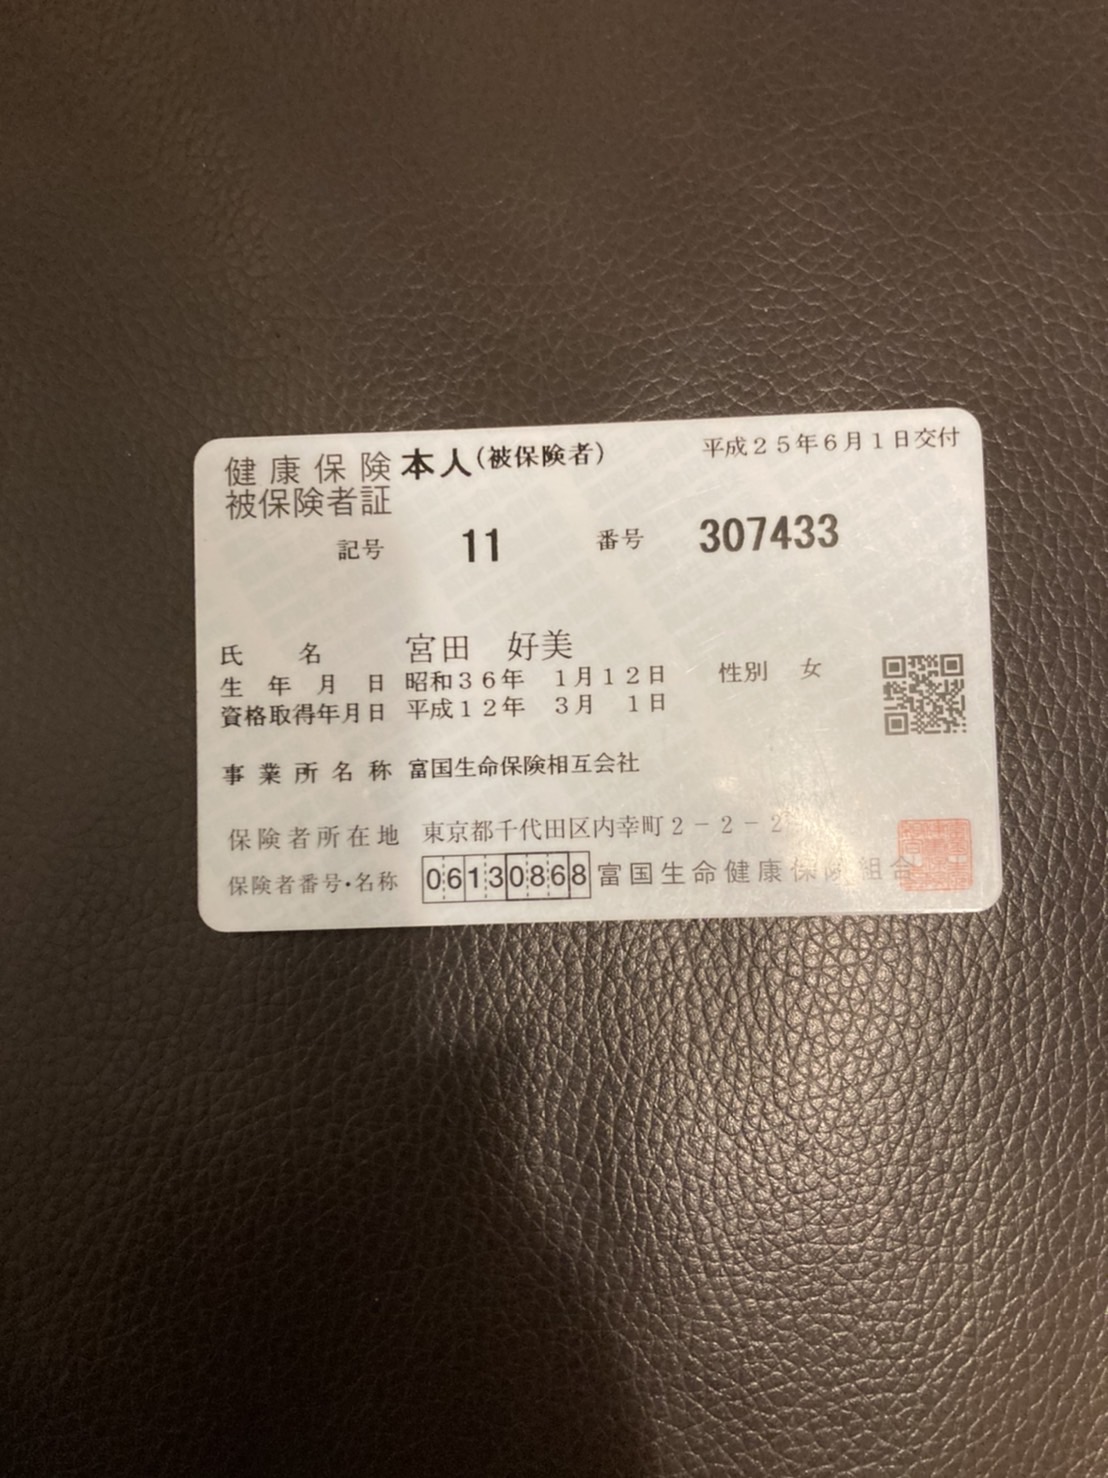 健康保険 本人(被保険者) 平成25年6月1日交付
被保険者証
記号 11 番号 307433
氏名 宮田 好美
生年月日 昭和36年 1月12日 性別 女
資格取得年月日 平成12年 3月 1日
事業所名称 富国生命保険相互会社
保険者所在地 東京都千代田区内幸町2-2-2
保険者番号・名称 06130868 富国生命健康保険組合